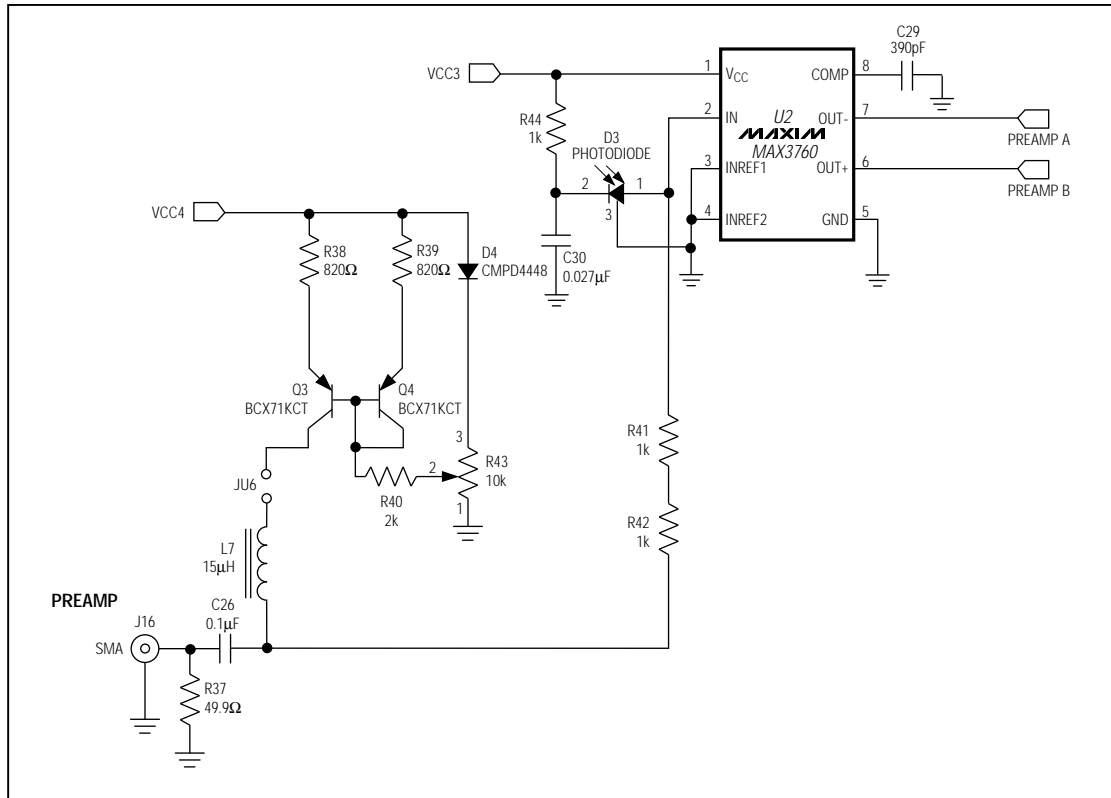 C29
390pF
VCC3
1
VCC
COMP
8
R44
1k
2
IN
U2
MAXIM
MAX3760
OUT-
7
PREAMP A
D3
PHOTODIODE
2
1
3
3
INREF1
OUT+
6
PREAMP B
4
INREF2
GND
5
VCC4
C30
0.027μF
R38
820Ω
R39
820Ω
D4
CMPD4448
Q3
BCX71KCT
Q4
BCX71KCT
3
R43
10k
2
1
R40
2k
R41
1k
R42
1k
JU6
L7
15μH
PREAMP
J16
SMA
C26
0.1μF
R37
49.9Ω